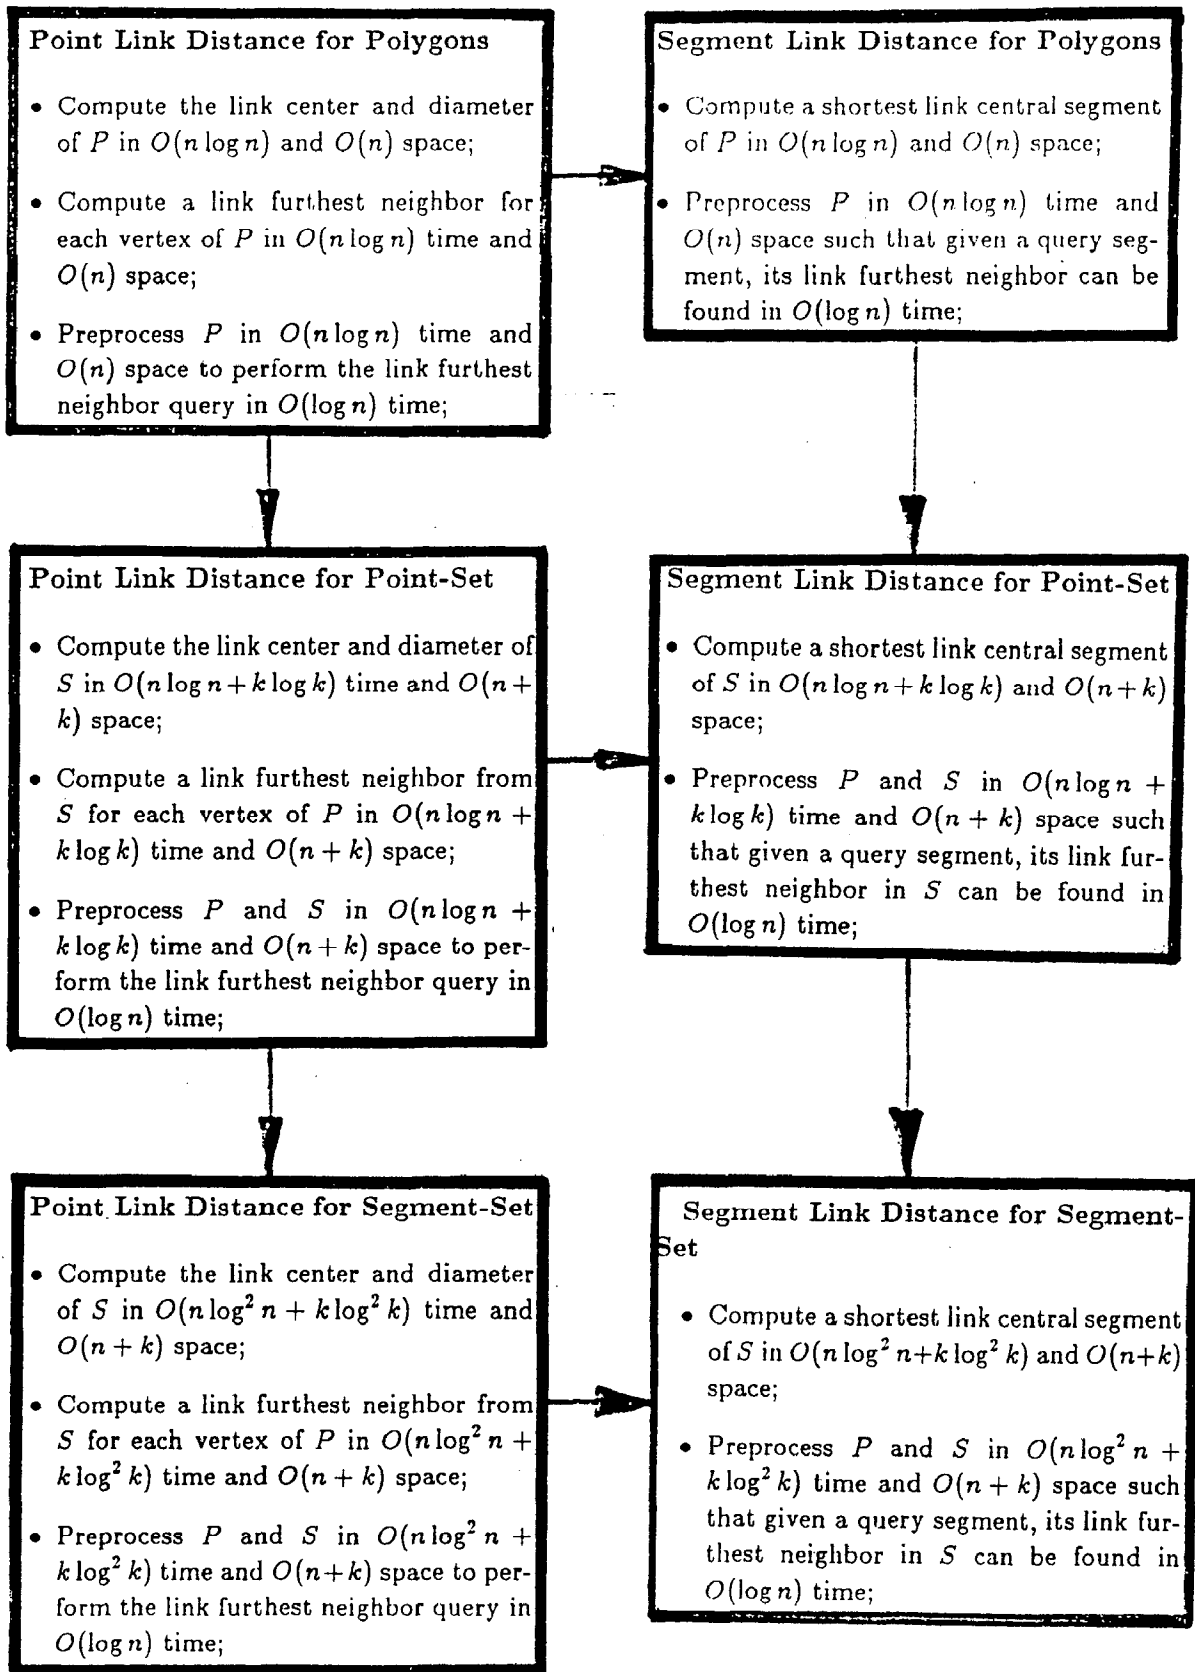 Point Link Distance for Polygons
• Compute the link center and diameter
of P in O(n log n) and O(n) space;
• Compute a link furthest neighbor for
each vertex of P in O(n log n) time and
O(n) space;
• Preprocess P in O(n log n) time and
O(n) space to perform the link furthest
neighbor query in O(log n) time;
Segment Link Distance for Polygons
• Compute a shortest link central segment
of P in O(n log n) and O(n) space;
• Preprocess P in O(n log n) time and
O(n) space such that given a query seg-
ment, its link furthest neighbor can be
found in O(log n) time;
Point Link Distance for Point-Set
• Compute the link center and diameter of
S in O(n log n + k log k) time and O(n +
k) space;
• Compute a link furthest neighbor from
S for each vertex of P in O(n log n +
k log k) time and O(n + k) space;
• Preprocess P and S in O(n log n +
k log k) time and O(n + k) space to per-
form the link furthest neighbor query in
O(log n) time;
Segment Link Distance for Point-Set
• Compute a shortest link central segment
of S in O(n log n + k log k) and O(n + k)
space;
• Preprocess P and S in O(n log n +
k log k) time and O(n + k) space such
that given a query segment, its link fur-
thest neighbor in S can be found in
O(log n) time;
Point Link Distance for Segment-Set
• Compute the link center and diameter
of S in O(n log² n + k log² k) time and
O(n + k) space;
• Compute a link furthest neighbor from
S for each vertex of P in O(n log² n +
k log² k) time and O(n + k) space;
• Preprocess P and S in O(n log² n +
k log² k) time and O(n+k) space to per-
form the link furthest neighbor query in
O(log n) time;
Segment Link Distance for Segment-
Set
• Compute a shortest link central segment
of S in O(n log² n+k log² k) and O(n+k)
space;
• Preprocess P and S in O(n log² n +
k log² k) time and O(n + k) space such
that given a query segment, its link fur-
thest neighbor in S can be found in
O(log n) time;